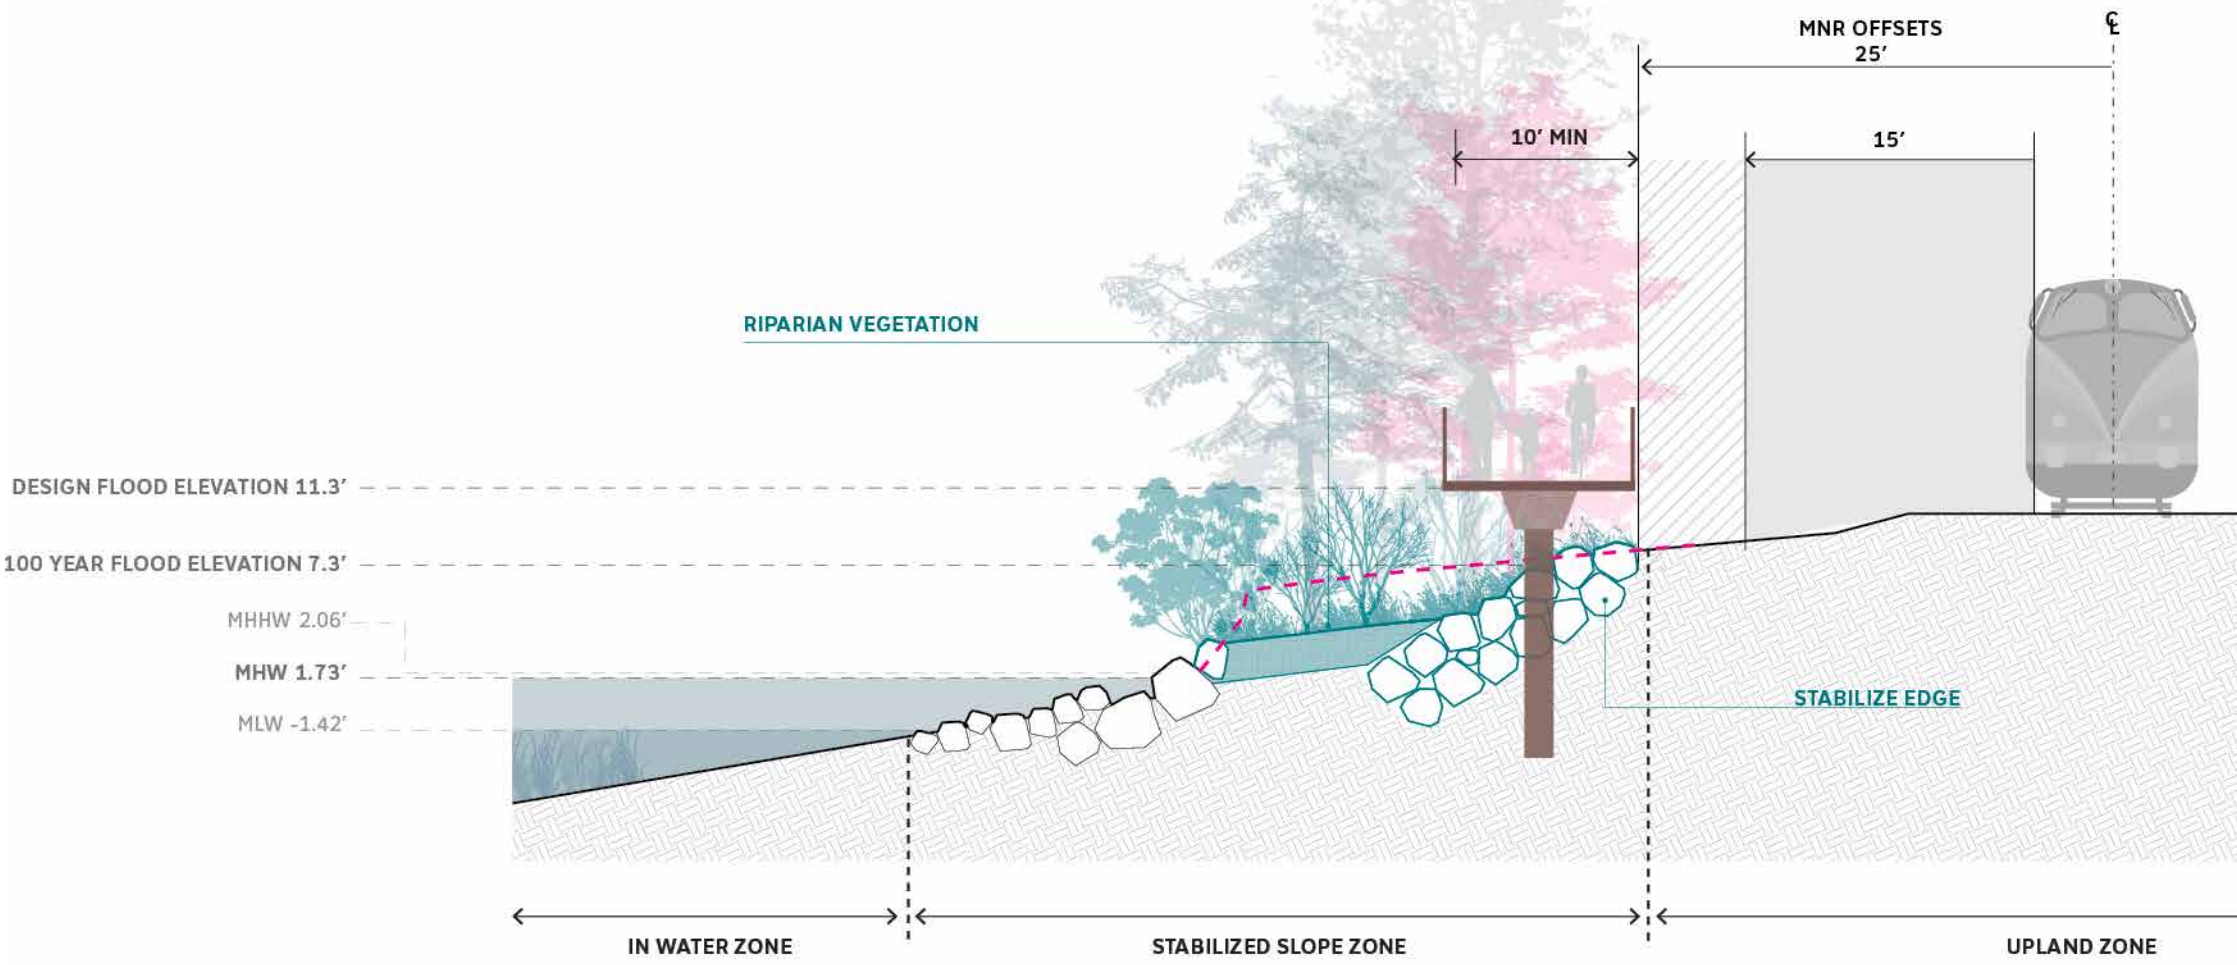 MNR OFFSETS
25′
℄
10′ MIN
15′
RIPARIAN VEGETATION
DESIGN FLOOD ELEVATION 11.3′
100 YEAR FLOOD ELEVATION 7.3′
MHHW 2.06′
MHW 1.73′
MLW -1.42′
STABILIZE EDGE
IN WATER ZONE
STABILIZED SLOPE ZONE
UPLAND ZONE